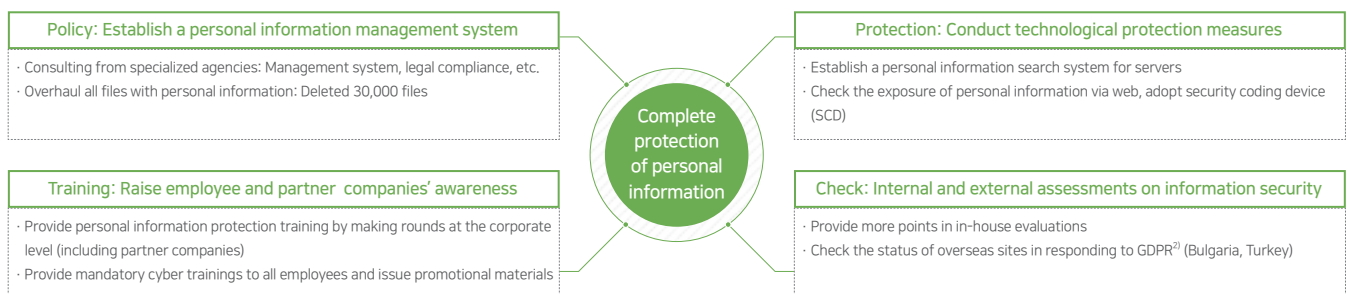 Policy: Establish a personal information management system
· Consulting from specialized agencies: Management system, legal compliance, etc.
· Overhaul all files with personal information: Deleted 30,000 files
Protection: Conduct technological protection measures
· Establish a personal information search system for servers
· Check the exposure of personal information via web, adopt security coding device
(SCD)
Complete
protection
of personal
information
Training: Raise employee and partner companies' awareness
· Provide personal information protection training by making rounds at the corporate
level (including partner companies)
· Provide mandatory cyber trainings to all employees and issue promotional materials
Check: Internal and external assessments on information security
· Provide more points in in-house evaluations
· Check the status of overseas sites in responding to GDPR²⁾ (Bulgaria, Turkey)